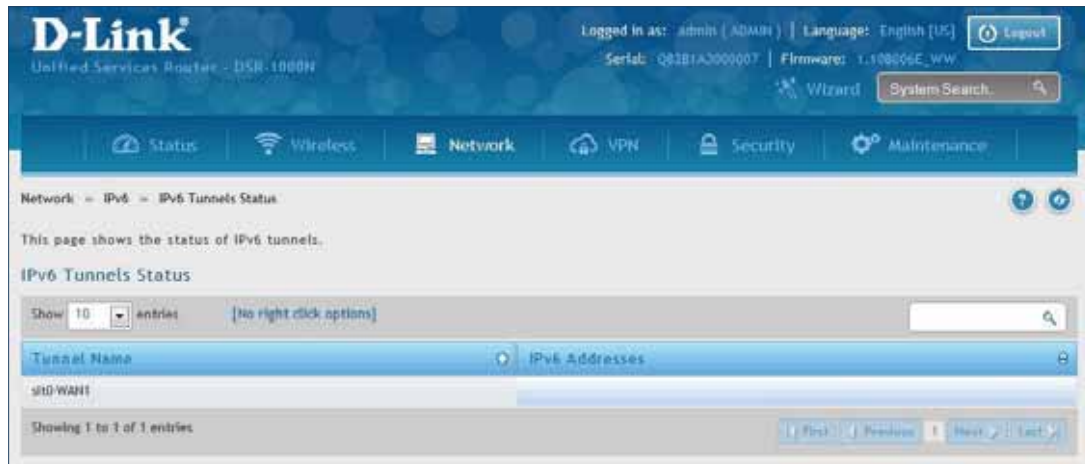 D-Link
Unified Services Router - DSR-1000N
Logged in as: admin ( ADMIN ) | Language: English [US]
Logout
Serial: | Firmware:
Wizard
System Search.
Status
Wireless
Network
VPN
Security
Maintenance
Network » IPv6 » IPv6 Tunnels Status
This page shows the status of IPv6 tunnels.
IPv6 Tunnels Status
Show 10 entries [No right click options]
Tunnel Name
IPv6 Addresses
sit0-WAN1
Showing 1 to 1 of 1 entries
First Previous 1 Next Last